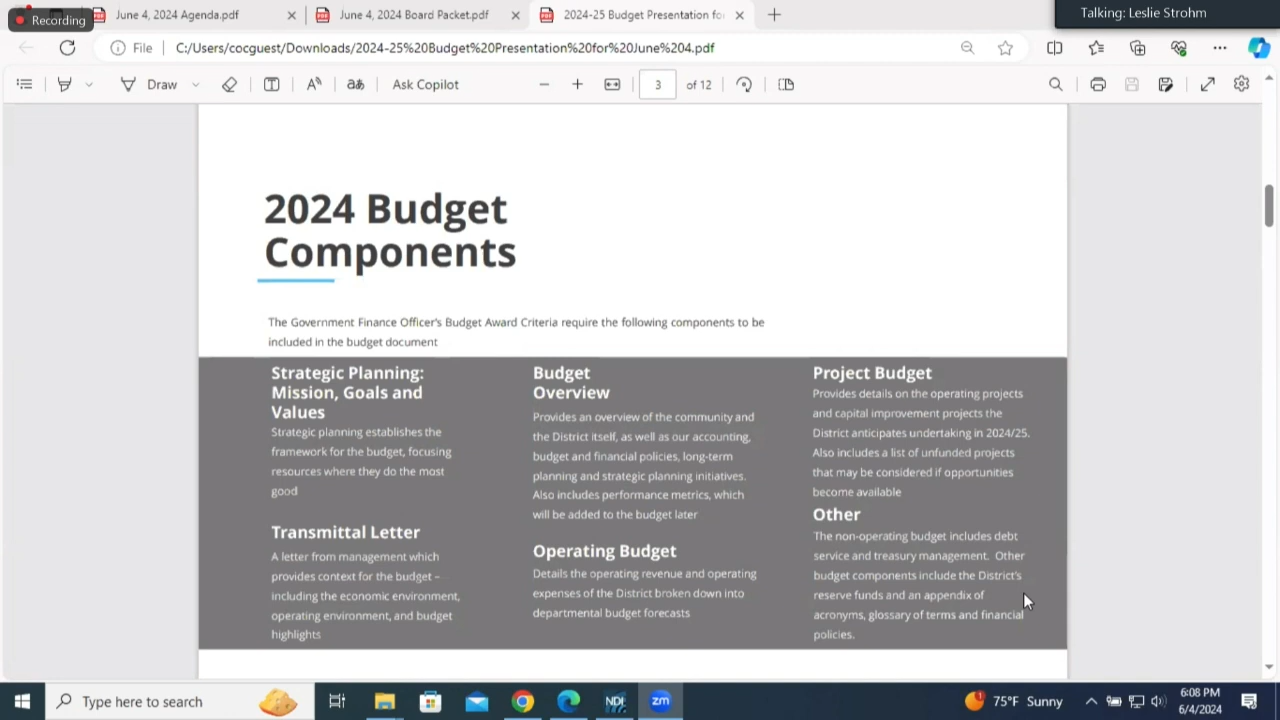 Recording
June 4, 2024 Agenda.pdf
June 4, 2024 Board Packet.pdf
2024-25 Budget Presentation fo
Talking: Leslie Strohm
File
C:/Users/cocguest/Downloads/2024-25%20Budget%20Presentation%20for%20June%204.pdf
Draw
Ask Copilot
3
of 12
2024 Budget
Components
The Government Finance Officer's Budget Award Criteria require the following components to be
included in the budget document
Strategic Planning:
Mission, Goals and
Values
Strategic planning establishes the
framework for the budget, focusing
resources where they do the most
good
Transmittal Letter
A letter from management which
provides context for the budget –
including the economic environment,
operating environment, and budget
highlights
Budget
Overview
Provides an overview of the community and
the District itself, as well as our accounting,
budget and financial policies, long-term
planning and strategic planning initiatives.
Also includes performance metrics, which
will be added to the budget later
Operating Budget
Details the operating revenue and operating
expenses of the District broken down into
departmental budget forecasts
Project Budget
Provides details on the operating projects
and capital improvement projects the
District anticipates undertaking in 2024/25.
Also includes a list of unfunded projects
that may be considered if opportunities
become available
Other
The non-operating budget includes debt
service and treasury management. Other
budget components include the District's
reserve funds and an appendix of
acronyms, glossary of terms and financial
policies.
Type here to search
NDI
zm
75°F Sunny
6:08 PM
6/4/2024